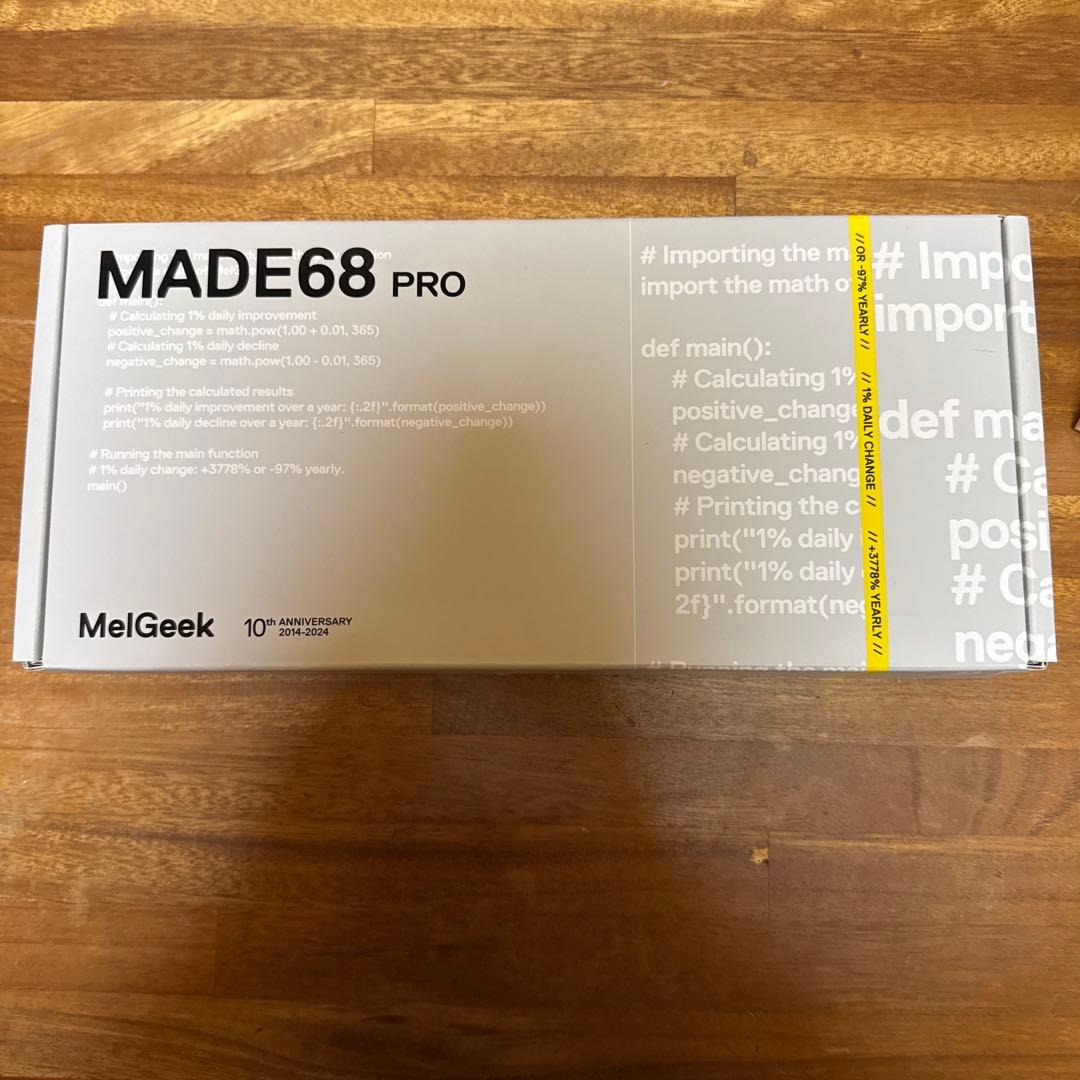 MADE68 PRO
def main():
# Calculating 1% daily improvement
positive_change = math.pow(1.00 + 0.01, 365)
# Calculating 1% daily decline
negative_change = math.pow(1.00 - 0.01, 365)
# Printing the calculated results
print("1% daily improvement over a year: {:.2f}".format(positive_change))
print("1% daily decline over a year: {:.2f}".format(negative_change))
# Running the main function
# 1% daily change: +3778% or -97% yearly.
main()
MelGeek
10th ANNIVERSARY
2014-2024
# Importing the m
import the math o
def main():
# Calculating 1%
positive_change
# Calculating 1%
negative_chang
# Printing the c
print("1% daily
print("1% daily
2f}".format(neg
# Running the mai
// OR -97% YEARLY // // 1% DAILY CHANGE // // +3778% YEARLY //
# Impo
import
def ma
# Ca
posi
# Ca
nega